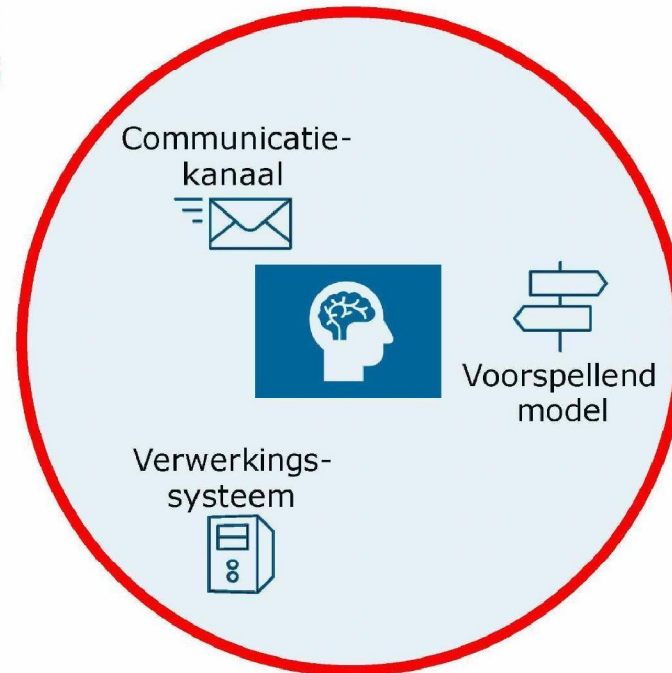 Communicatie-
kanaal
Voorspellend
model
Verwerkings-
systeem